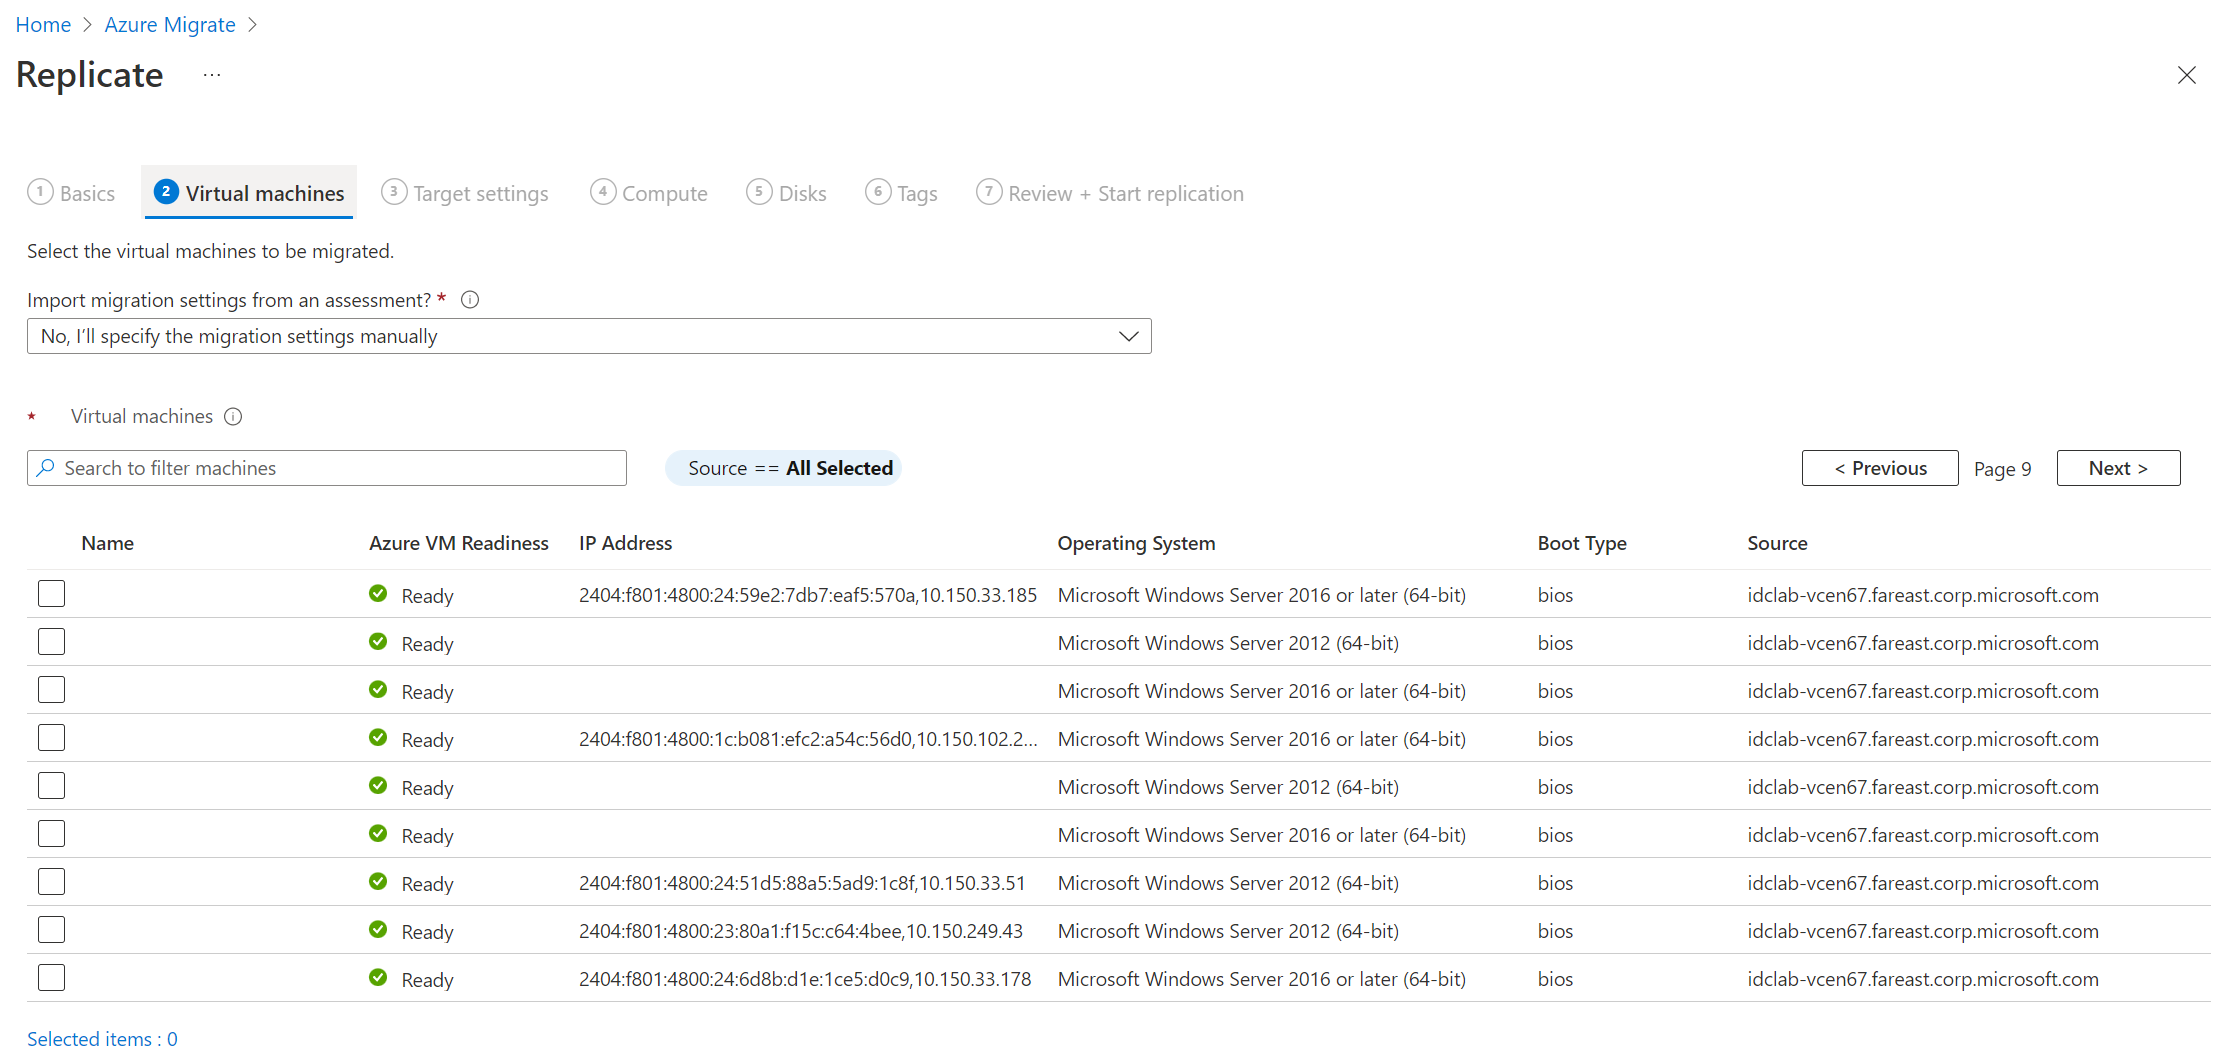 Home > Azure Migrate >
Replicate ...
1 Basics 2 Virtual machines 3 Target settings 4 Compute 5 Disks 6 Tags 7 Review + Start replication
Select the virtual machines to be migrated.
Import migration settings from an assessment? *
No, I'll specify the migration settings manually
* Virtual machines
Search to filter machines Source == All Selected < Previous Page 9 Next >
Name Azure VM Readiness IP Address Operating System Boot Type Source
Ready 2404:f801:4800:24:59e2:7db7:eaf5:570a,10.150.33.185 Microsoft Windows Server 2016 or later (64-bit) bios idclab-vcen67.fareast.corp.microsoft.com
Ready Microsoft Windows Server 2012 (64-bit) bios idclab-vcen67.fareast.corp.microsoft.com
Ready Microsoft Windows Server 2016 or later (64-bit) bios idclab-vcen67.fareast.corp.microsoft.com
Ready 2404:f801:4800:1c:b081:efc2:a54c:56d0,10.150.102.2... Microsoft Windows Server 2016 or later (64-bit) bios idclab-vcen67.fareast.corp.microsoft.com
Ready Microsoft Windows Server 2012 (64-bit) bios idclab-vcen67.fareast.corp.microsoft.com
Ready Microsoft Windows Server 2016 or later (64-bit) bios idclab-vcen67.fareast.corp.microsoft.com
Ready 2404:f801:4800:24:51d5:88a5:5ad9:1c8f,10.150.33.51 Microsoft Windows Server 2012 (64-bit) bios idclab-vcen67.fareast.corp.microsoft.com
Ready 2404:f801:4800:23:80a1:f15c:c64:4bee,10.150.249.43 Microsoft Windows Server 2012 (64-bit) bios idclab-vcen67.fareast.corp.microsoft.com
Ready 2404:f801:4800:24:6d8b:d1e:1ce5:d0c9,10.150.33.178 Microsoft Windows Server 2016 or later (64-bit) bios idclab-vcen67.fareast.corp.microsoft.com
Selected items : 0